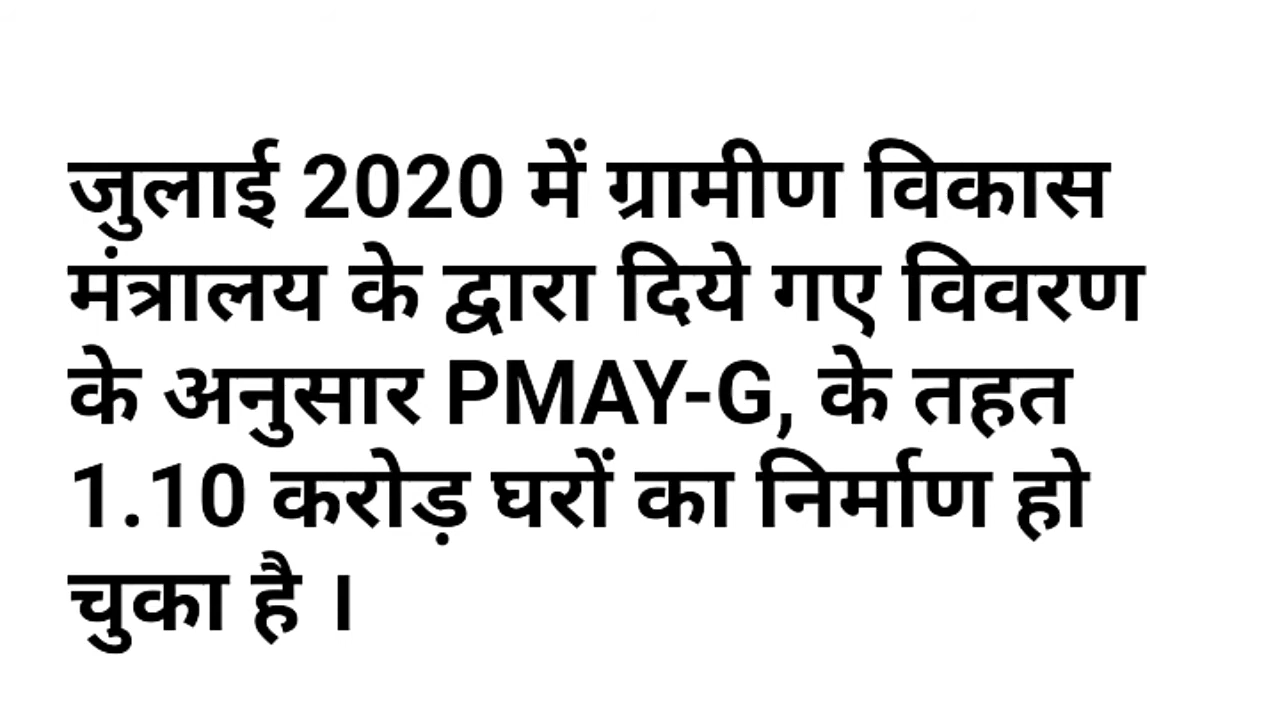 जुलाई 2020 में ग्रामीण विकास
मंत्रालय के द्वारा दिये गए विवरण
के अनुसार PMAY-G, के तहत
1.10 करोड़ घरों का निर्माण हो
चुका है ।